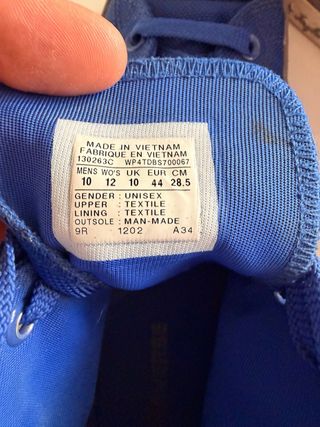 MADE IN VIETNAM
FABRIQUE EN VIETNAM
130263C WP4TDBS700067
MENS WO'S UK EUR CM
10 12 10 44 28.5
GENDER : UNISEX
UPPER : TEXTILE
LINING : TEXTILE
OUTSOLE : MAN-MADE
9R 1202 A34